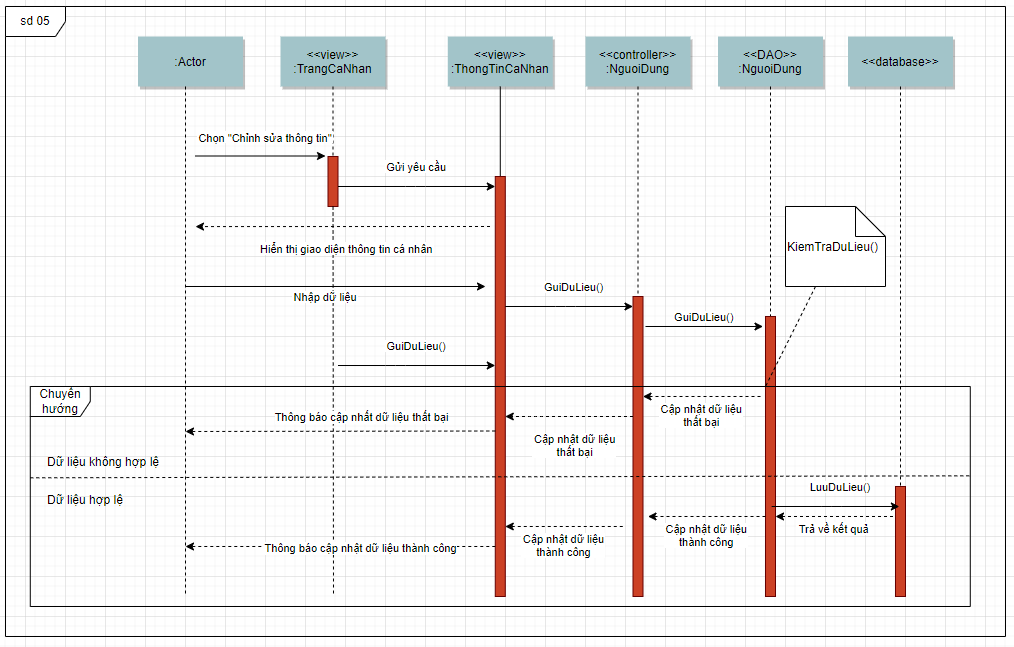 sd 05
:Actor
<<view>>
:TrangCaNhan
<<view>>
:ThongTinCaNhan
<<controller>>
:NguoiDung
<<DAO>>
:NguoiDung
<<database>>
Chọn "Chỉnh sửa thông tin"
Gửi yêu cầu
KiemTraDuLieu()
Hiển thị giao diện thông tin cá nhân
Nhập dữ liệu
GuiDuLieu()
GuiDuLieu()
GuiDuLieu()
Chuyển
hướng
Thông báo cập nhất dữ liệu thất bại
Cập nhật dữ liệu
thất bại
Cập nhật dữ liệu
thất bại
Dữ liệu không hợp lệ
Dữ liệu hợp lệ
LuuDuLieu()
Trả về kết quả
Cập nhật dữ liệu
thành công
Cập nhật dữ liệu
thành công
Thông báo cập nhật dữ liệu thành công